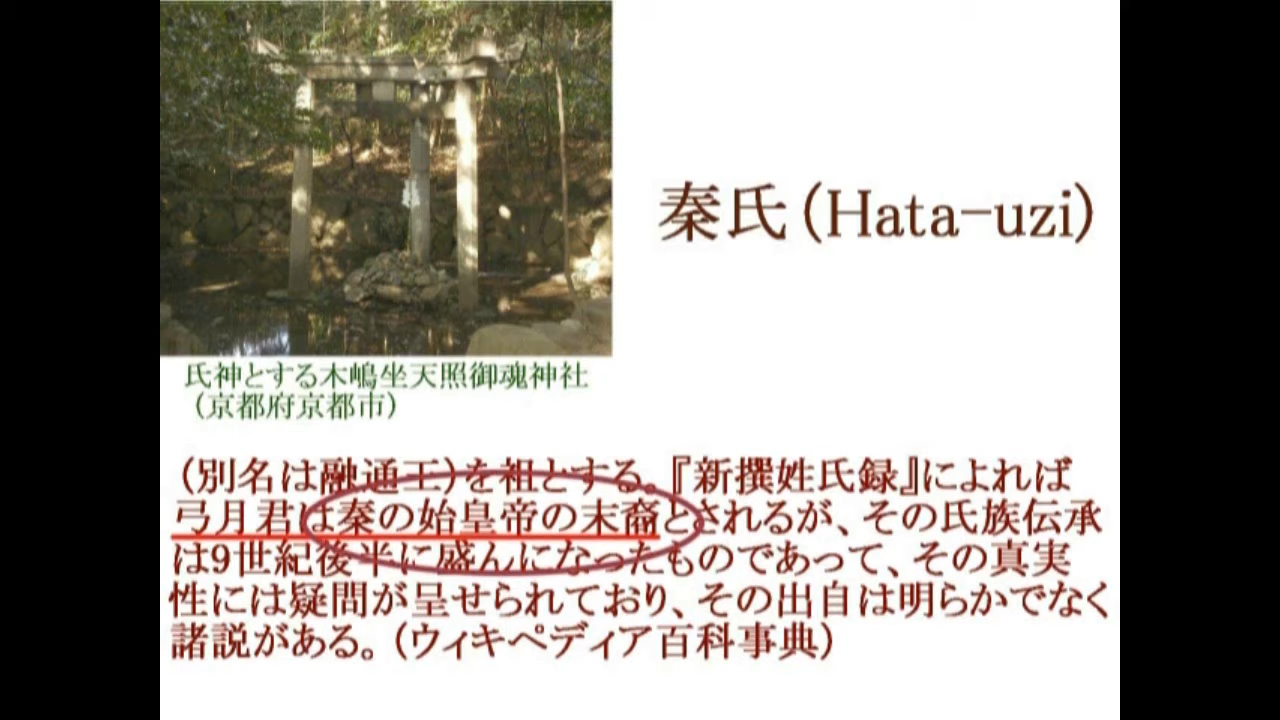 秦氏(Hata-uzi)
氏神とする木嶋坐天照御魂神社
(京都府京都市)
(別名は融通王)を祖とする。『新撰姓氏録』によれば
弓月君は秦の始皇帝の末裔とされるが、その氏族伝承
は9世紀後半に盛んになったものであって、その真実
性には疑問が呈せられており、その出自は明らかでなく
諸説がある。(ウィキペディア百科事典)